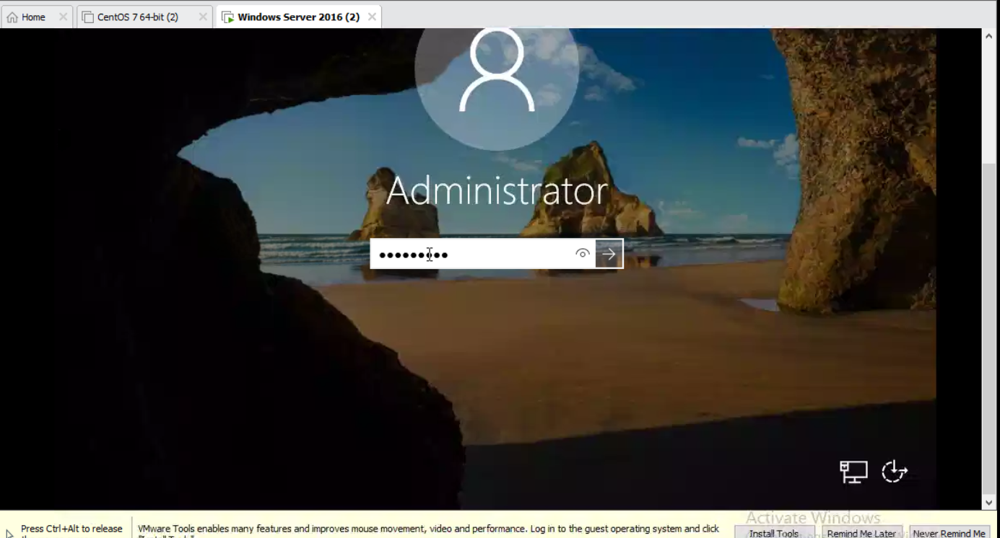 Home
CentOS 7 64-bit (2)
Windows Server 2016 (2)
Administrator
Activate Windows
Press Ctrl+Alt to release
VMware Tools enables many features and improves mouse movement, video and performance. Log in to the guest operating system and click
Install Tools
Remind Me Later
Never Remind Me